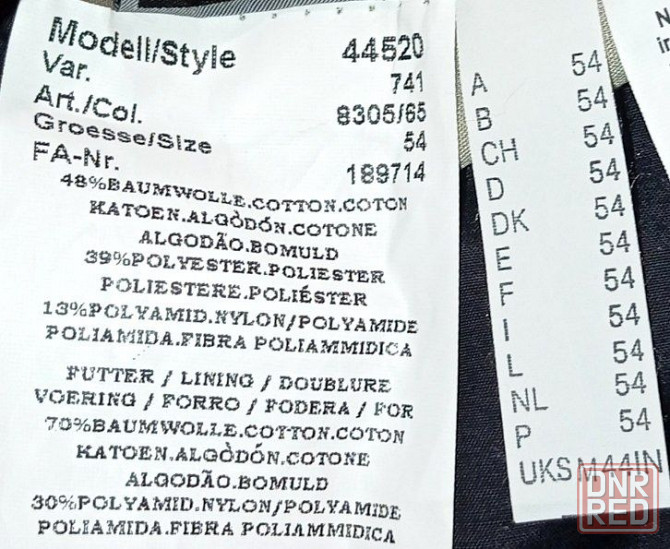 Modell/Style 44520
Var. 741
Art./Col. 8305/65
Groesse/Size 54
FA-Nr. 189714
48%BAUMWOLLE.COTTON.COTON
KATOEN.ALGÒDÓN.COTONE
ALGODÃO.BOMULD
39%POLYESTER.POLIESTER
POLIESTERE.POLIÉSTER
13%POLYAMID.NYLON/POLYAMIDE
POLIAMIDA.FIBRA POLIAMMIDICA
FUTTER / LINING / DOUBLURE
VOERING / FORRO / FODERA / FOR
70%BAUMWOLLE.COTTON.COTON
KATOEN.ALGÒDÓN.COTONE
ALGODÃO.BOMULD
30%POLYAMID.NYLON/POLYAMIDE
POLIAMIDA.FIBRA POLIAMMIDICA
A 54
B 54
CH 54
D 54
DK 54
E 54
F 54
I 54
L 54
NL 54
P 54
UKSM44IN
DNR
RED